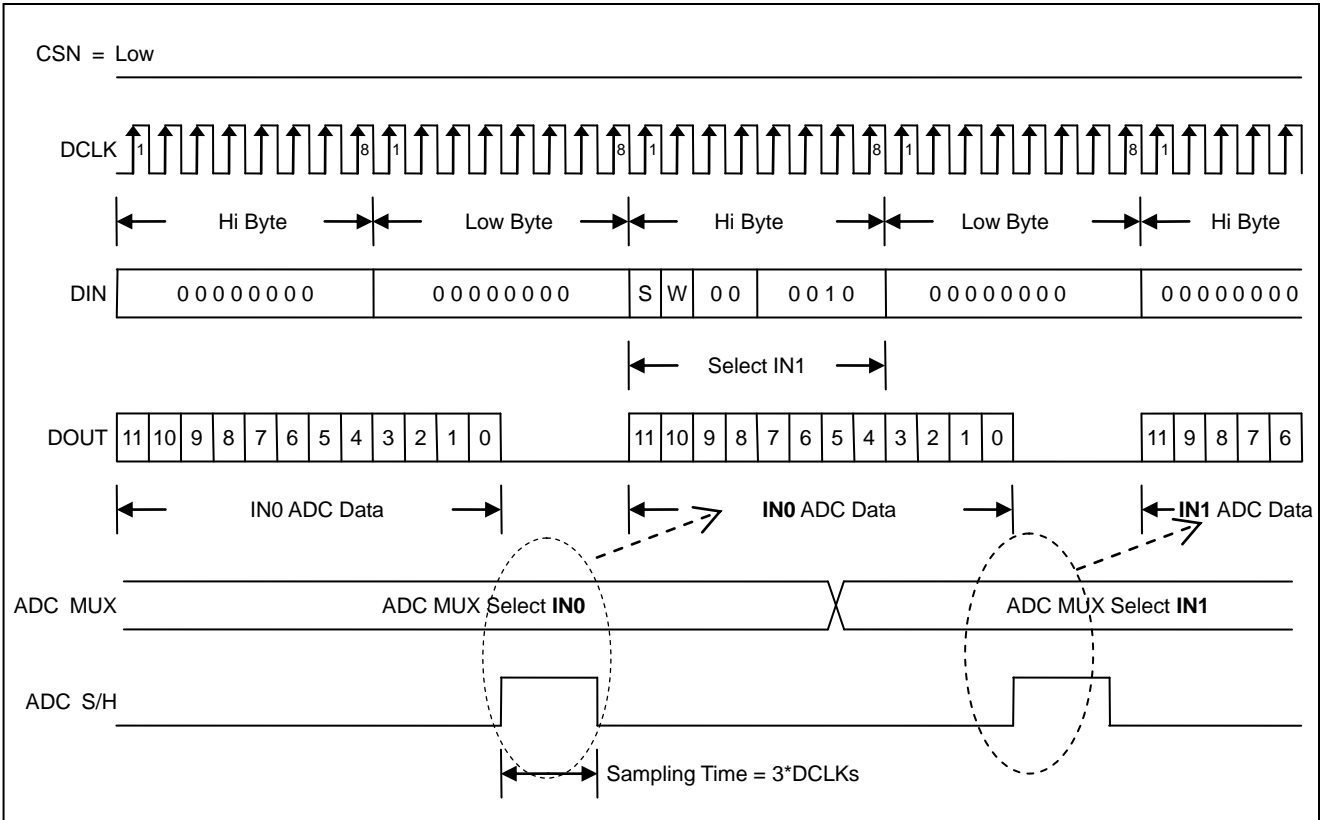 CSN = Low
DCLK 1 8 1 8 1 8 1 8 1
Hi Byte Low Byte Hi Byte Low Byte Hi Byte
DIN 0 0 0 0 0 0 0 0 0 0 0 0 0 0 0 0 S W 0 0 0 0 1 0 0 0 0 0 0 0 0 0 0 0 0 0 0 0 0 0
Select IN1
DOUT 11 10 9 8 7 6 5 4 3 2 1 0 11 10 9 8 7 6 5 4 3 2 1 0 11 9 8 7 6
IN0 ADC Data IN0 ADC Data IN1 ADC Data
ADC MUX ADC MUX Select IN0 ADC MUX Select IN1
ADC S/H
Sampling Time = 3*DCLKs